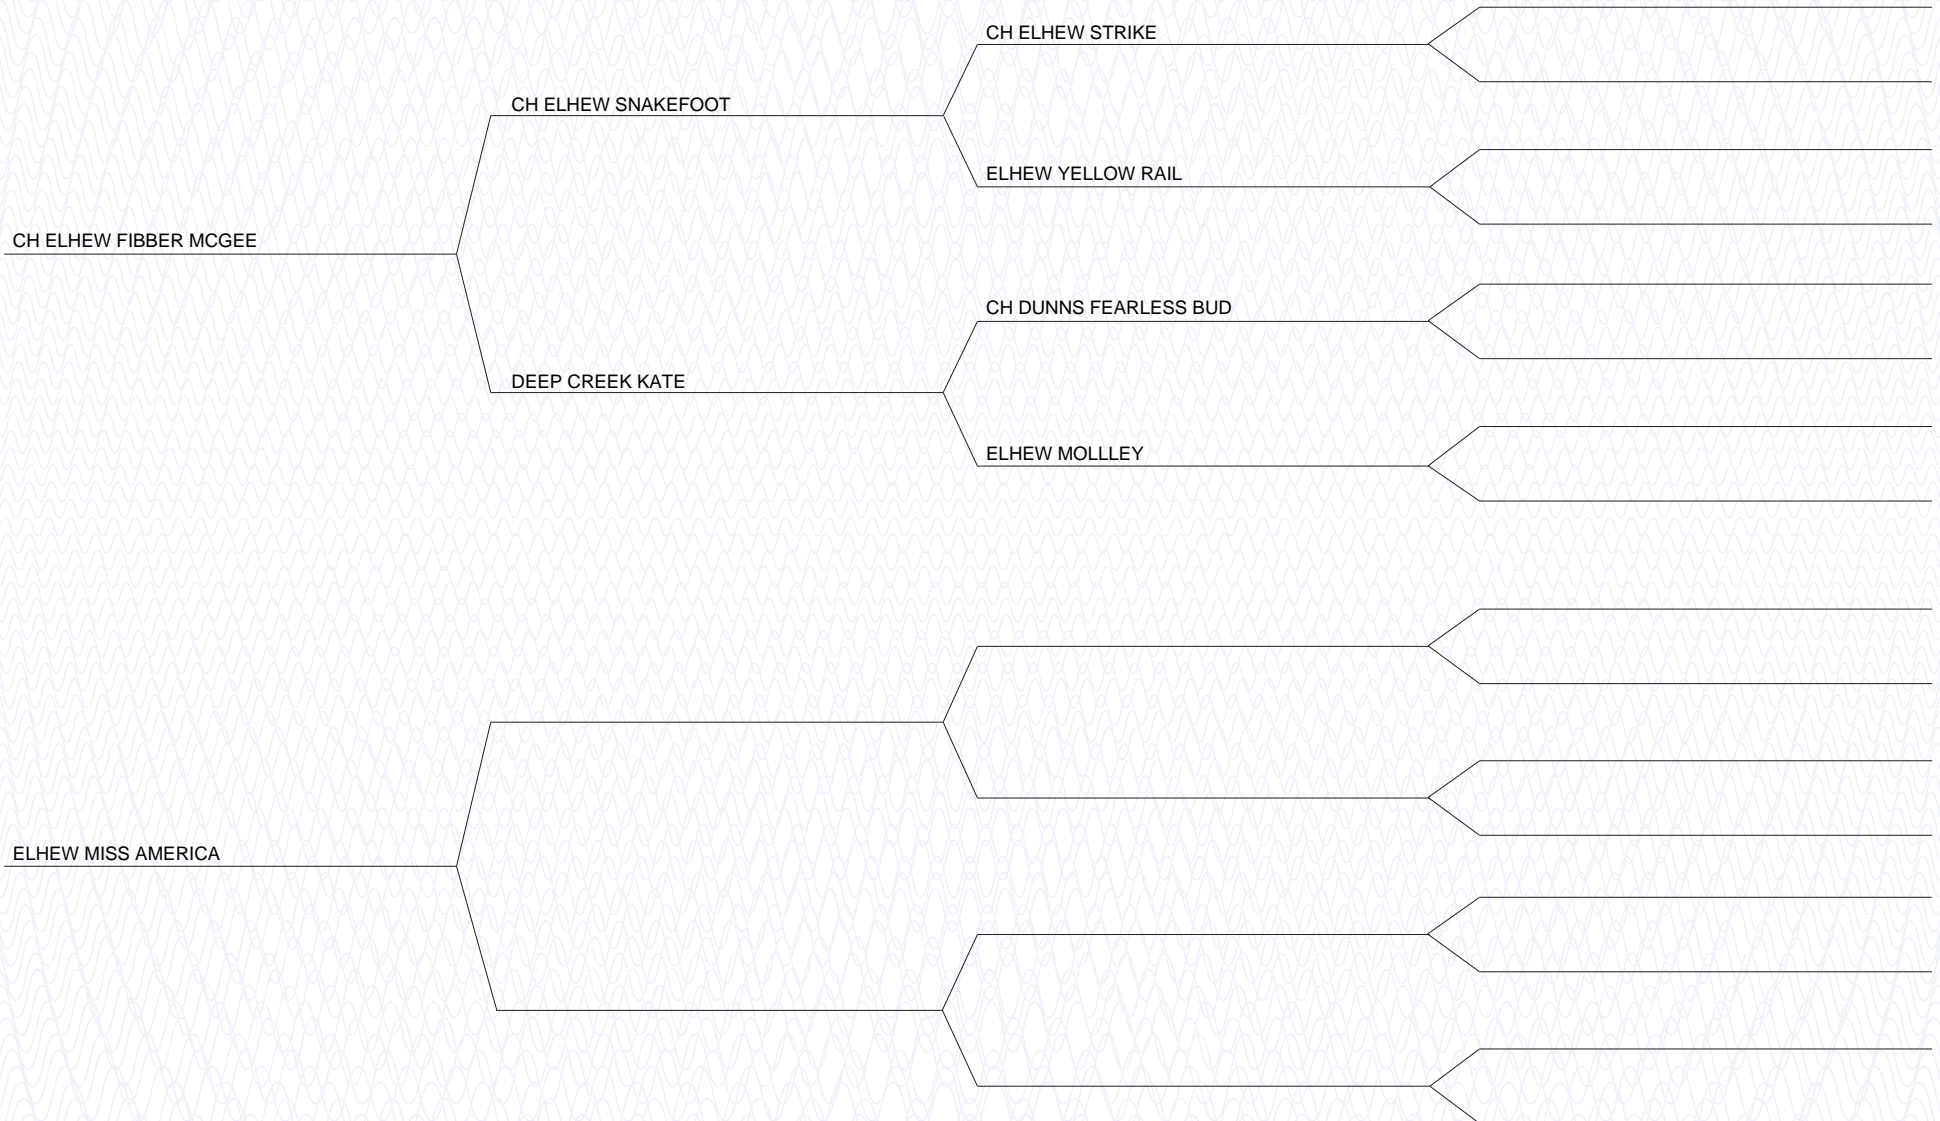 CH ELHEW STRIKE
CH ELHEW SNAKEFOOT
ELHEW YELLOW RAIL
CH ELHEW FIBBER MCGEE
CH DUNNS FEARLESS BUD
DEEP CREEK KATE
ELHEW MOLLLEY
ELHEW MISS AMERICA